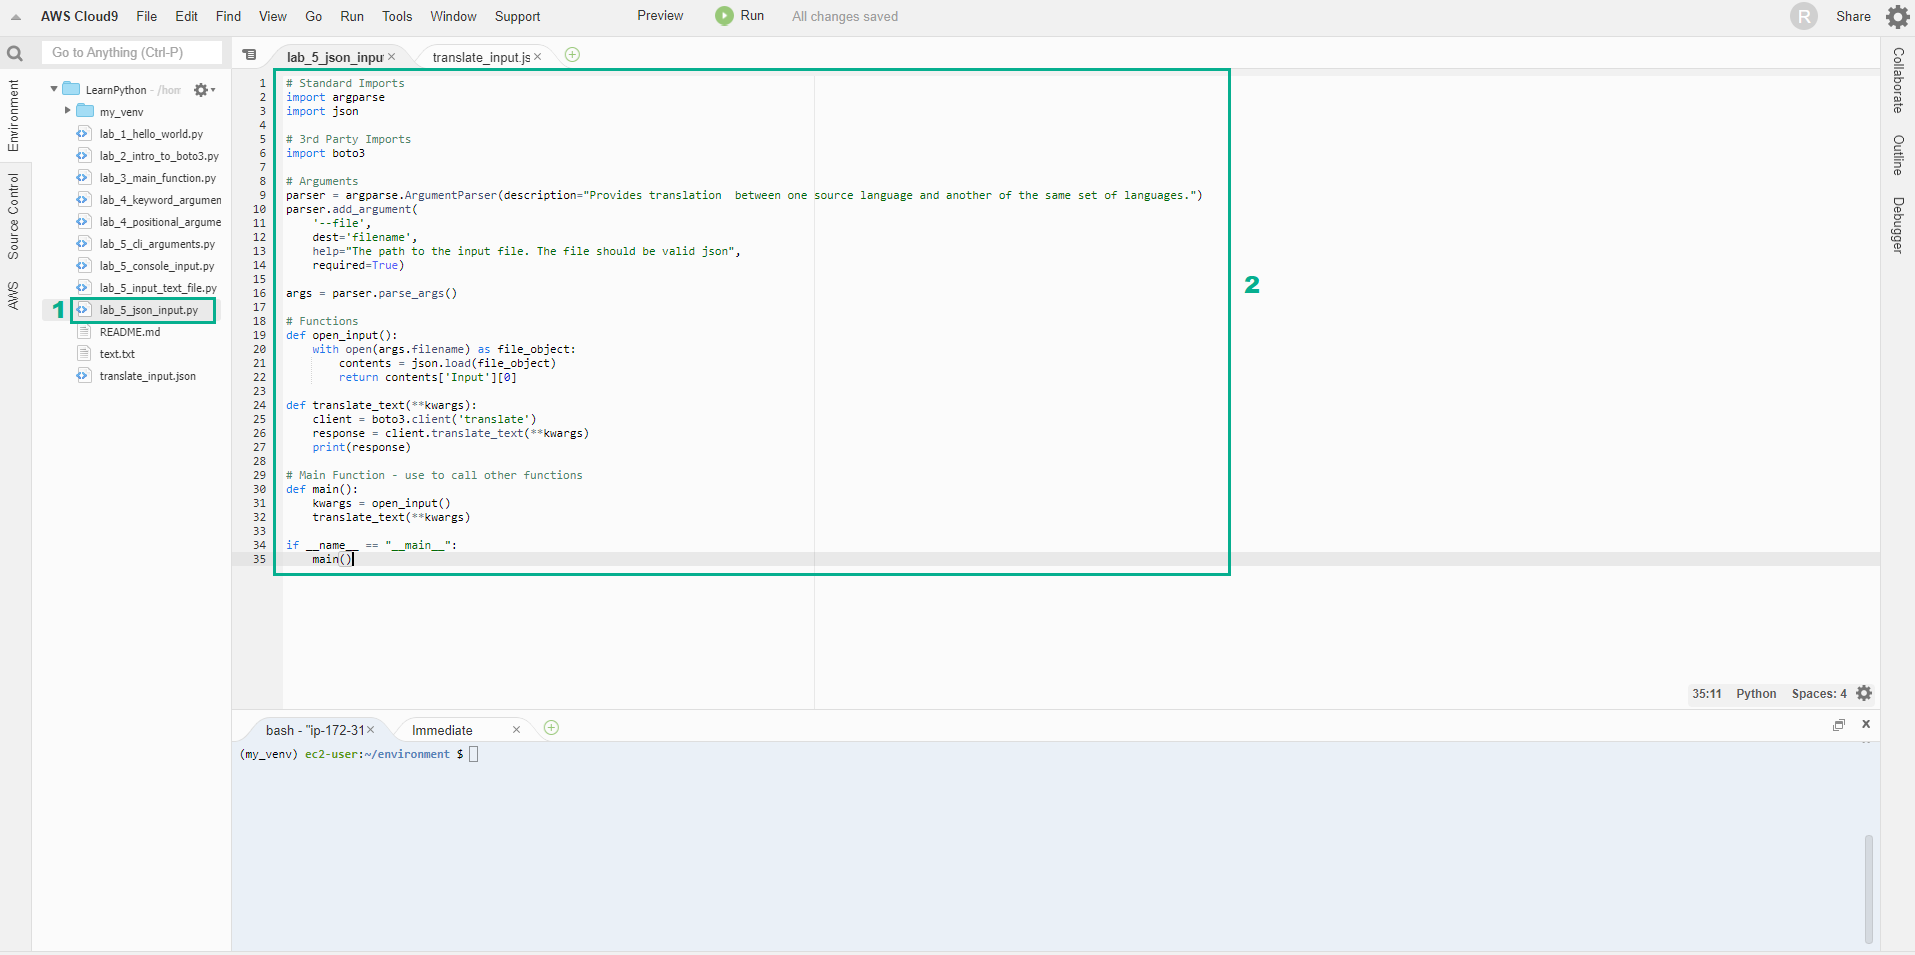 AWS Cloud9 File Edit Find View Go Run Tools Window Support Preview Run All changes saved R Share
Go to Anything (Ctrl-P)
lab_5_json_inpu × translate_input.js ×
Environment
Source Control
AWS
LearnPython - /hom
my_venv
lab_1_hello_world.py
lab_2_intro_to_boto3.py
lab_3_main_function.py
lab_4_keyword_argumen
lab_4_positional_argume
lab_5_cli_arguments.py
lab_5_console_input.py
lab_5_input_text_file.py
1 lab_5_json_input.py
README.md
text.txt
translate_input.json
1 # Standard Imports
2 import argparse
3 import json
4
5 # 3rd Party Imports
6 import boto3
7
8 # Arguments
9 parser = argparse.ArgumentParser(description="Provides translation  between one source language and another of the same set of languages.")
10 parser.add_argument(
11     '--file',
12     dest='filename',
13     help="The path to the input file. The file should be valid json",
14     required=True)
15
16 args = parser.parse_args()
17
18 # Functions
19 def open_input():
20     with open(args.filename) as file_object:
21         contents = json.load(file_object)
22         return contents['Input'][0]
23
24 def translate_text(**kwargs):
25     client = boto3.client('translate')
26     response = client.translate_text(**kwargs)
27     print(response)
28
29 # Main Function - use to call other functions
30 def main():
31     kwargs = open_input()
32     translate_text(**kwargs)
33
34 if __name__ == "__main__":
35     main()
2
35:11 Python Spaces: 4
Collaborate
Outline
Debugger
bash - "ip-172-31 × Immediate ×
(my_venv) ec2-user:~/environment $